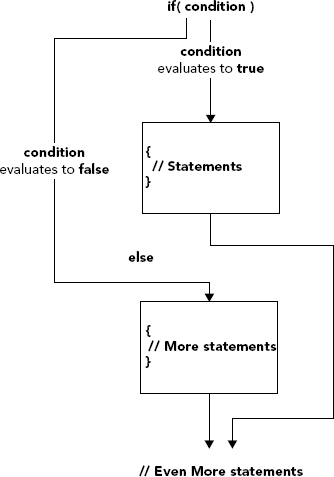 if( condition )
condition
evaluates to true
{
// Statements
}
condition
evaluates to false
else
{
// More statements
}
// Even More statements